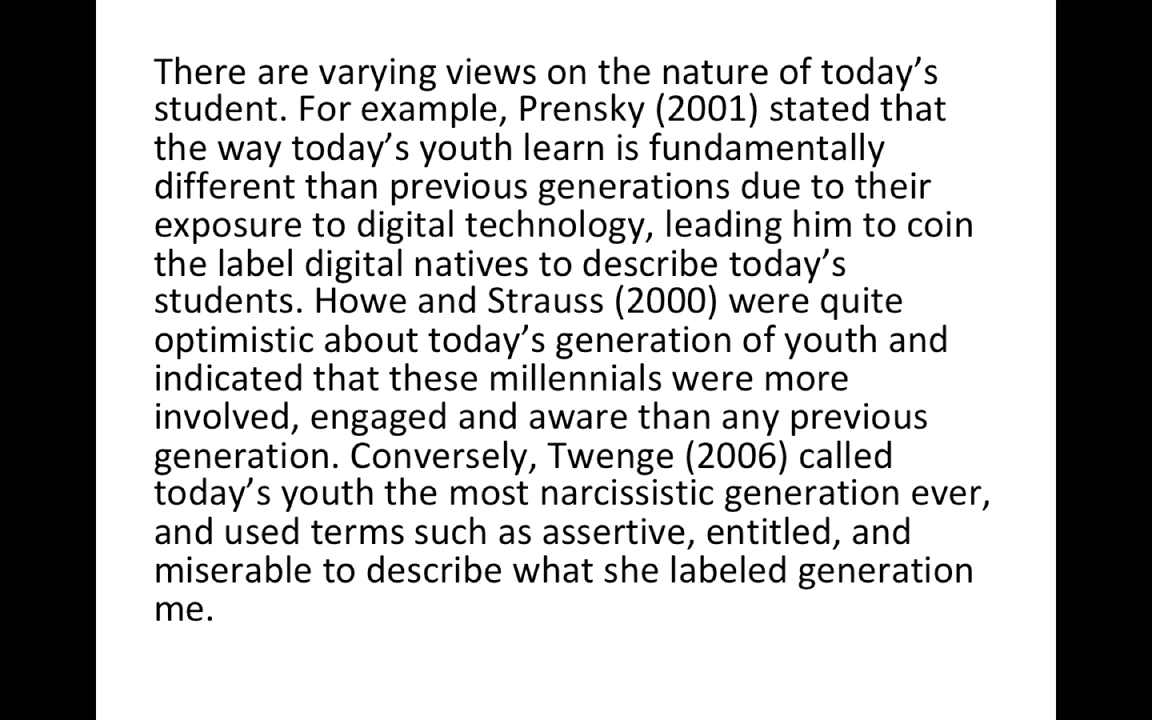 There are varying views on the nature of today’s
student. For example, Prensky (2001) stated that
the way today’s youth learn is fundamentally
different than previous generations due to their
exposure to digital technology, leading him to coin
the label digital natives to describe today’s
students. Howe and Strauss (2000) were quite
optimistic about today’s generation of youth and
indicated that these millennials were more
involved, engaged and aware than any previous
generation. Conversely, Twenge (2006) called
today’s youth the most narcissistic generation ever,
and used terms such as assertive, entitled, and
miserable to describe what she labeled generation
me.